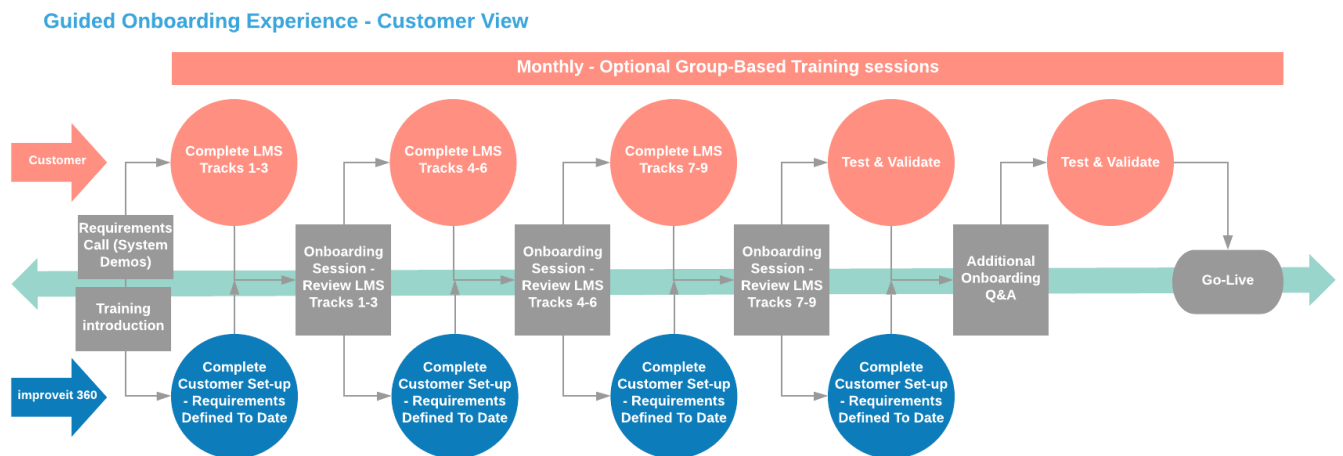 Guided Onboarding Experience - Customer View
Monthly - Optional Group-Based Training sessions
Customer
Complete LMS
Tracks 1-3
Complete LMS
Tracks 4-6
Complete LMS
Tracks 7-9
Test & Validate
Test & Validate
Requirements
Call (System
Demos)
Training
introduction
Onboarding
Session -
Review LMS
Tracks 1-3
Onboarding
Session -
Review LMS
Tracks 4-6
Onboarding
Session -
Review LMS
Tracks 7-9
Additional
Onboarding
Q&A
Go-Live
improveit 360
Complete
Customer Set-up
- Requirements
Defined To Date
Complete
Customer Set-up
- Requirements
Defined To Date
Complete
Customer Set-up
- Requirements
Defined To Date
Complete
Customer Set-up
- Requirements
Defined To Date